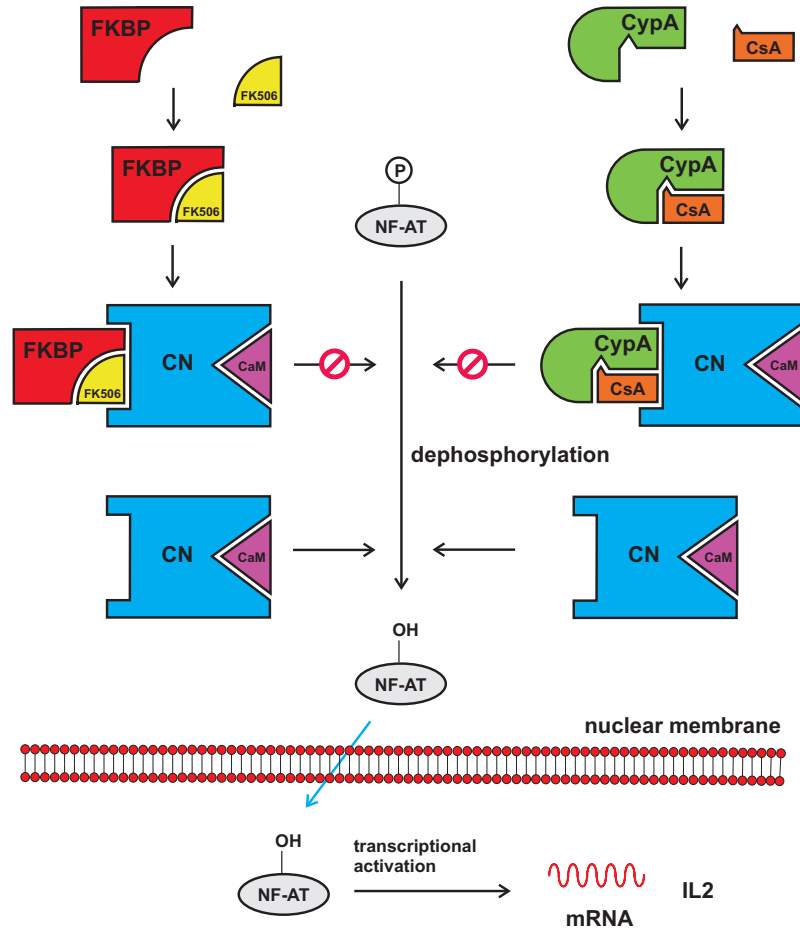 FKBP
FK506
CypA
CsA
FKBP
FK506
P
NF-AT
CypA
CsA
FKBP
FK506
CN
CaM
CypA
CsA
CN
CaM
dephosphorylation
CN
CaM
CN
CaM
OH
NF-AT
nuclear membrane
OH
NF-AT
transcriptional
activation
mRNA
IL2